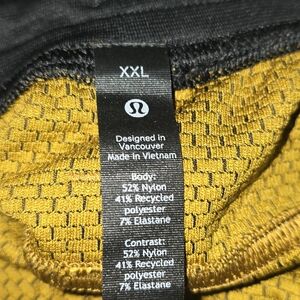 XXL
Designed in
Vancouver
Made in Vietnam
Body:
52% Nylon
41% Recycled
polyester
7% Elastane
Contrast:
52% Nylon
41% Recycled
polyester
7% Elastane